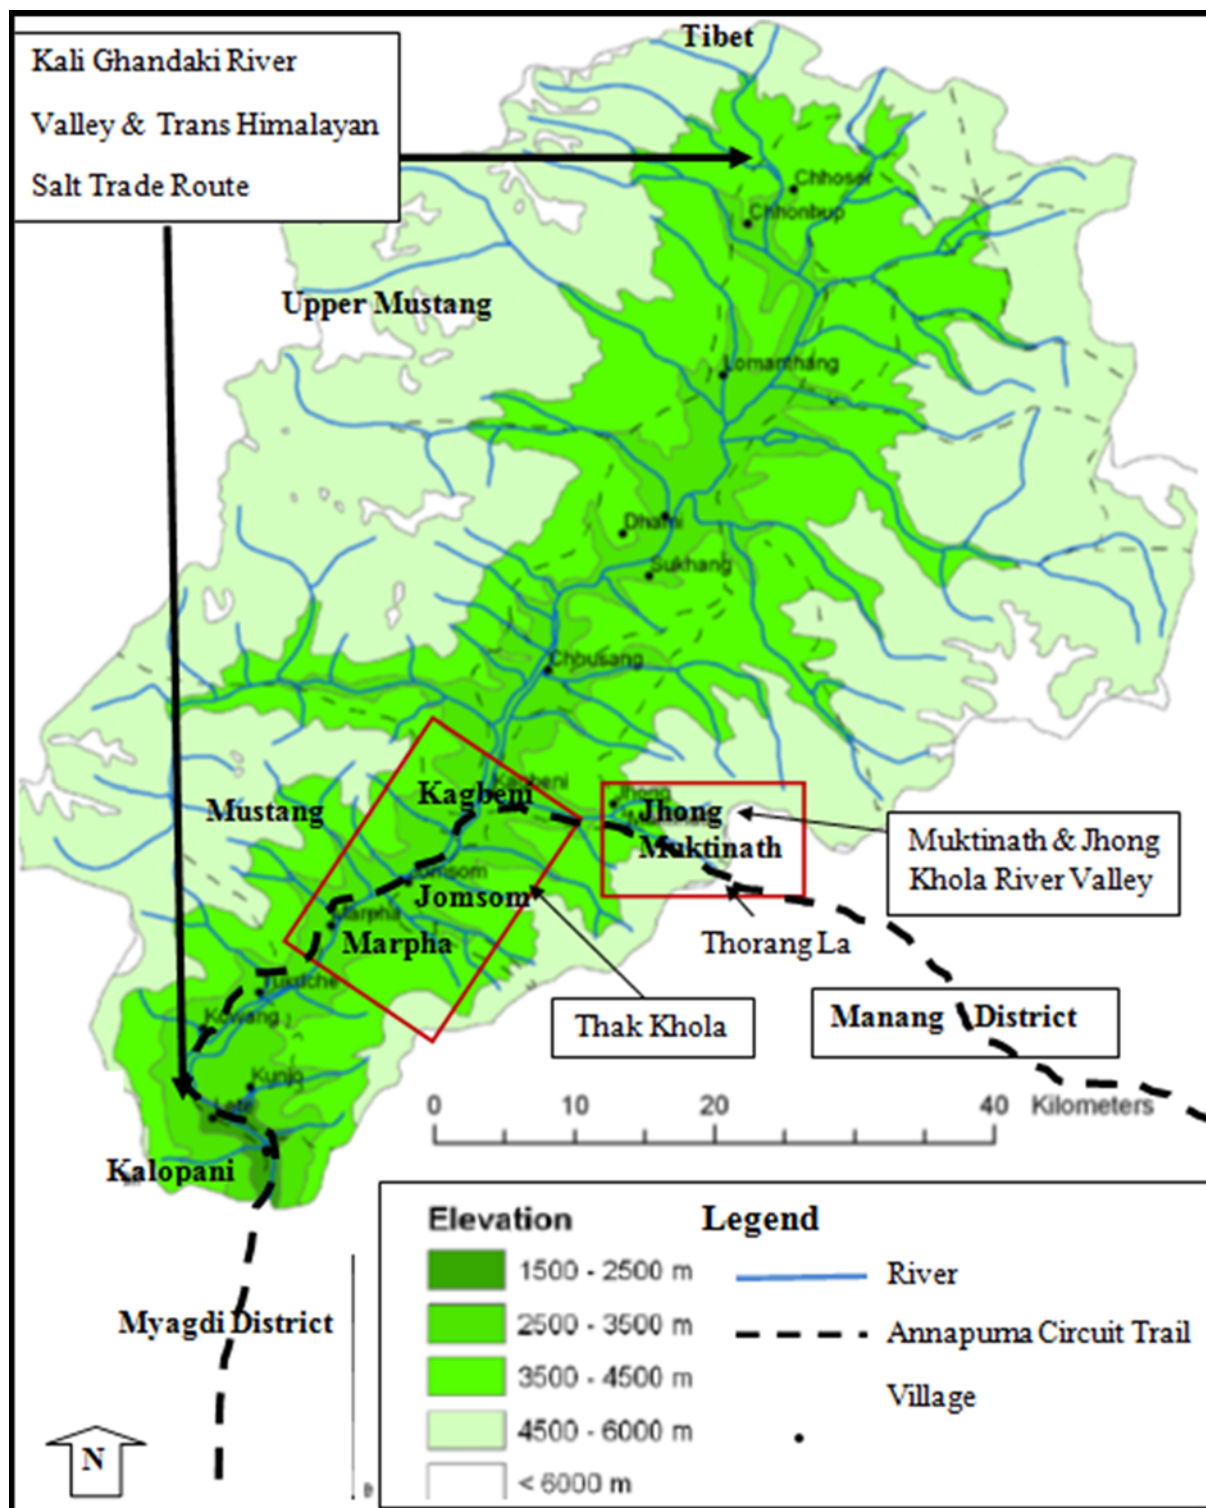 Tibet
Kali Ghandaki River
Valley & Trans Himalayan
Salt Trade Route
Chhoser
Chhonbup
Upper Mustang
Lomanthang
Dhami
Sukhang
Chhusang
Kagbeni
Kagbeni
Mustang
Jhong
Jhong
Muktinath
Muktinath & Jhong
Khola River Valley
Jomsom
Jomsom
Marpha
Marpha
Thorang La
Tukuche
Thak Khola
Manang District
Kowang
Kunjo
Lete
0 10 20 40 Kilometers
Kalopani
Elevation
1500 - 2500 m
2500 - 3500 m
3500 - 4500 m
4500 - 6000 m
< 6000 m
Legend
River
Annapurna Circuit Trail
Village
Myagdi District
N